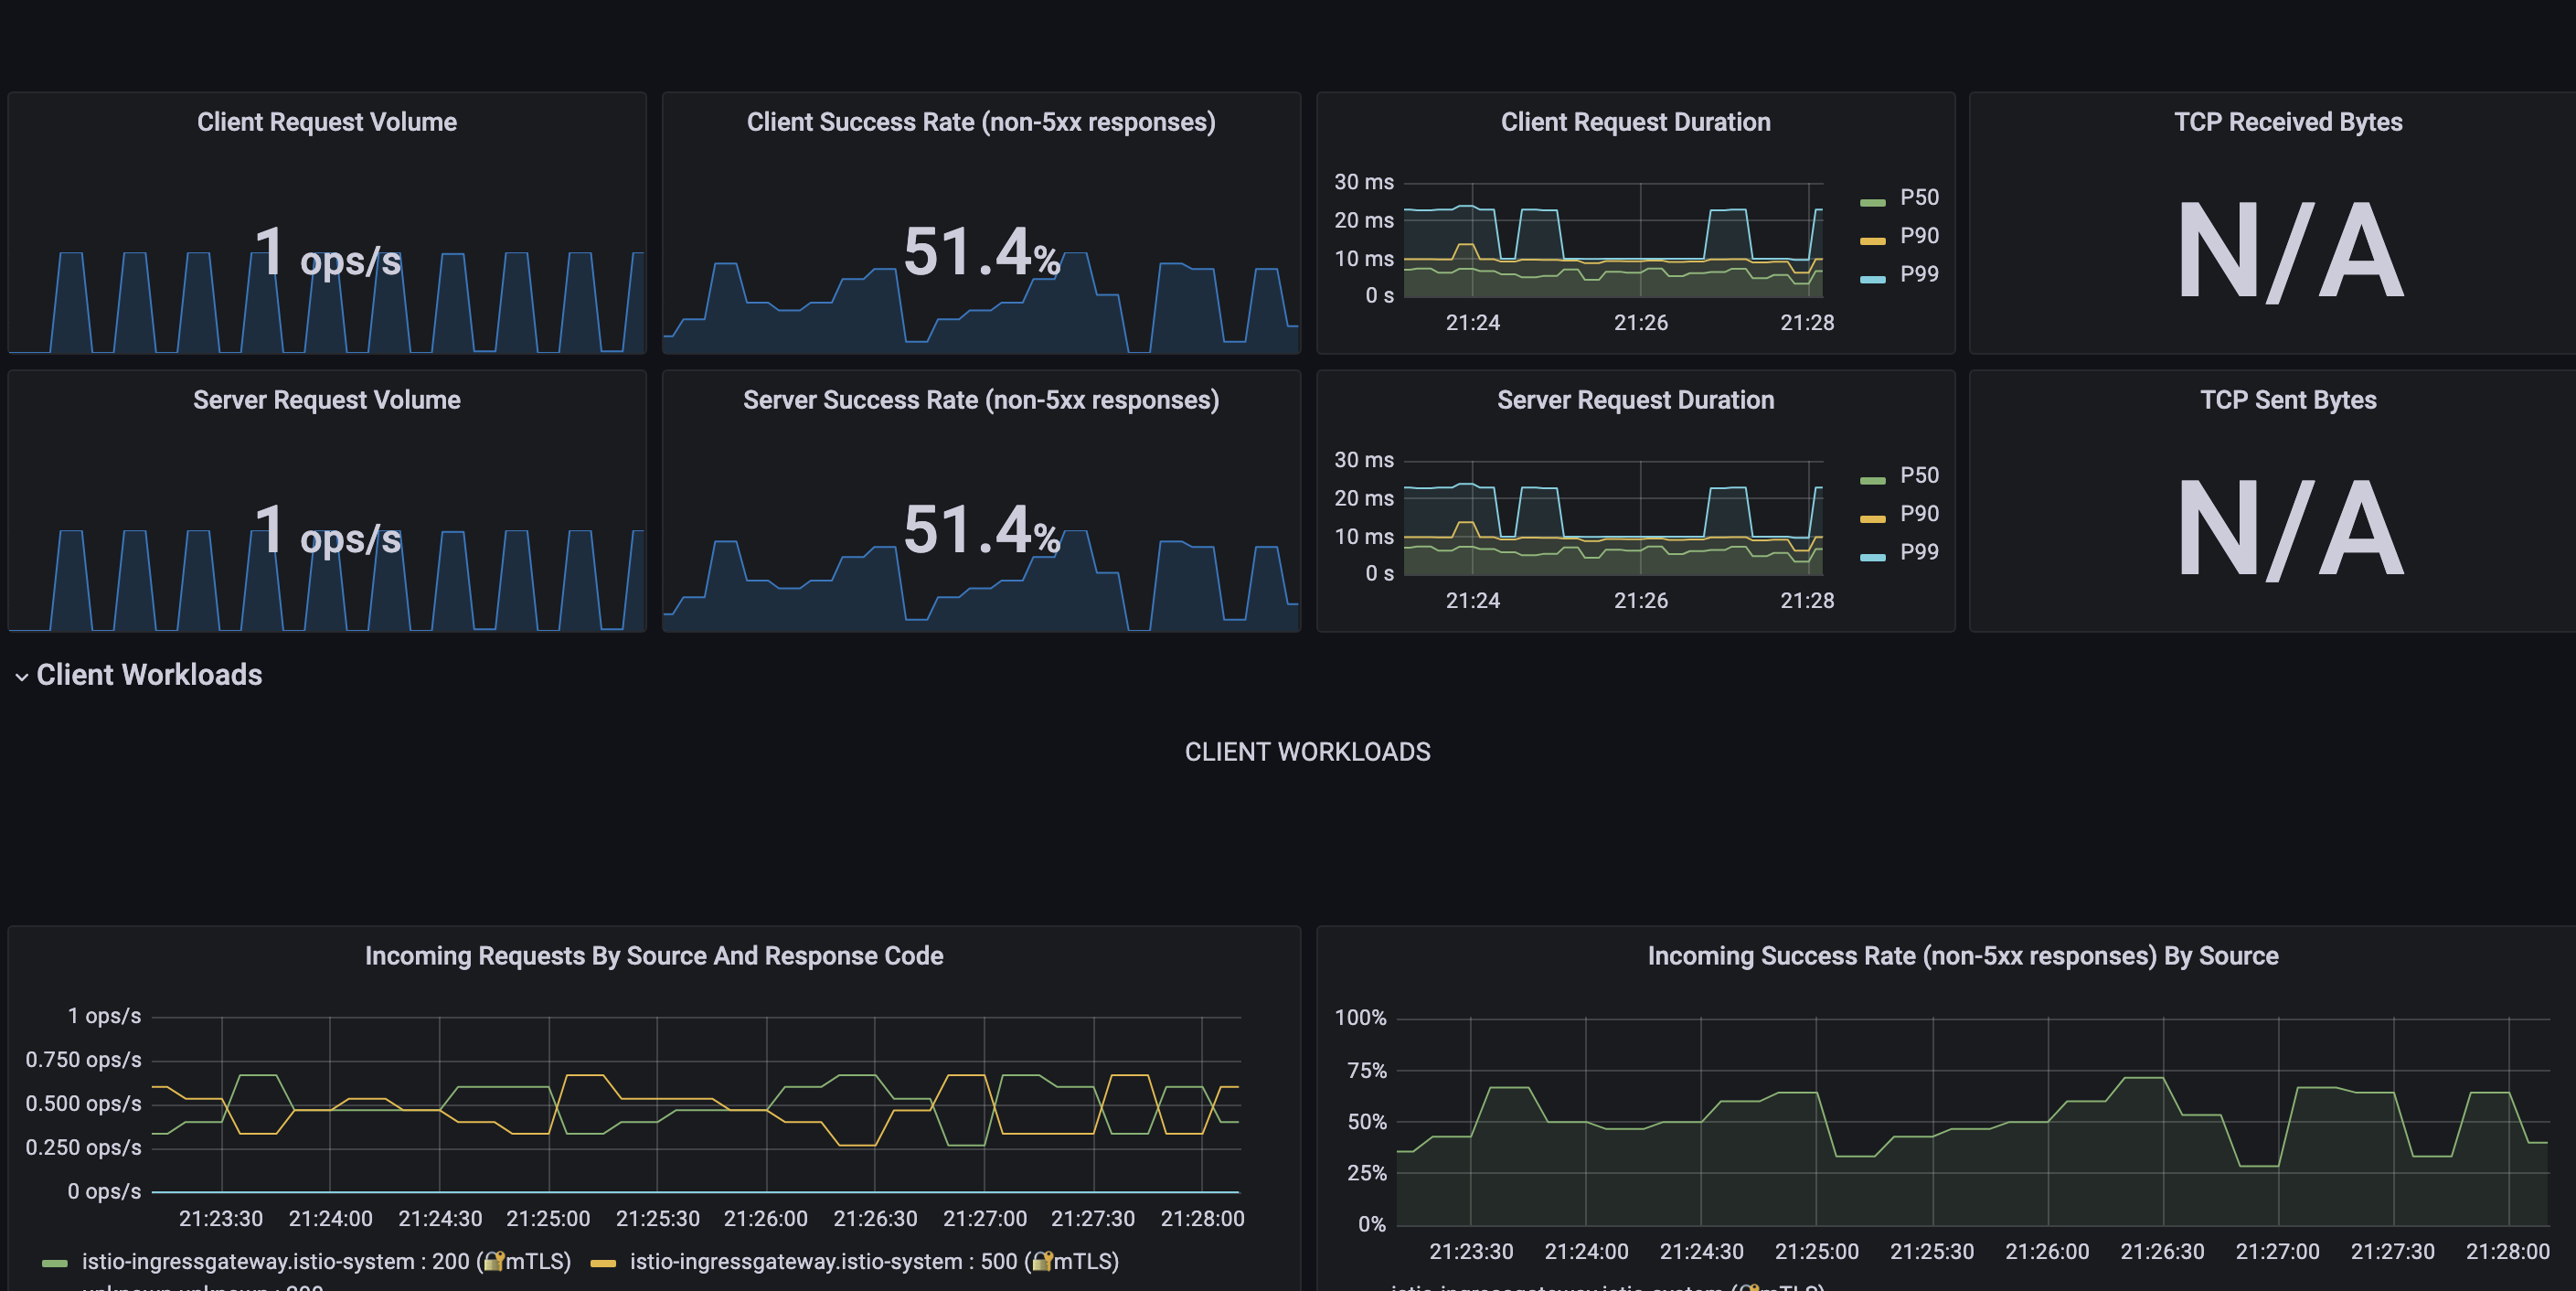 Client Request Volume
1 ops/s
Client Success Rate (non-5xx responses)
51.4%
Client Request Duration
30 ms
20 ms
10 ms
0 s
21:24 21:26 21:28
P50
P90
P99
TCP Received Bytes
N/A
Server Request Volume
1 ops/s
Server Success Rate (non-5xx responses)
51.4%
Server Request Duration
30 ms
20 ms
10 ms
0 s
21:24 21:26 21:28
P50
P90
P99
TCP Sent Bytes
N/A
Client Workloads
CLIENT WORKLOADS
Incoming Requests By Source And Response Code
1 ops/s
0.750 ops/s
0.500 ops/s
0.250 ops/s
0 ops/s
21:23:30 21:24:00 21:24:30 21:25:00 21:25:30 21:26:00 21:26:30 21:27:00 21:27:30 21:28:00
istio-ingressgateway.istio-system : 200 (🔐mTLS) istio-ingressgateway.istio-system : 500 (🔐mTLS)
Incoming Success Rate (non-5xx responses) By Source
100%
75%
50%
25%
0%
21:23:30 21:24:00 21:24:30 21:25:00 21:25:30 21:26:00 21:26:30 21:27:00 21:27:30 21:28:00
istio-ingressgateway.istio-system (🔐mTLS)